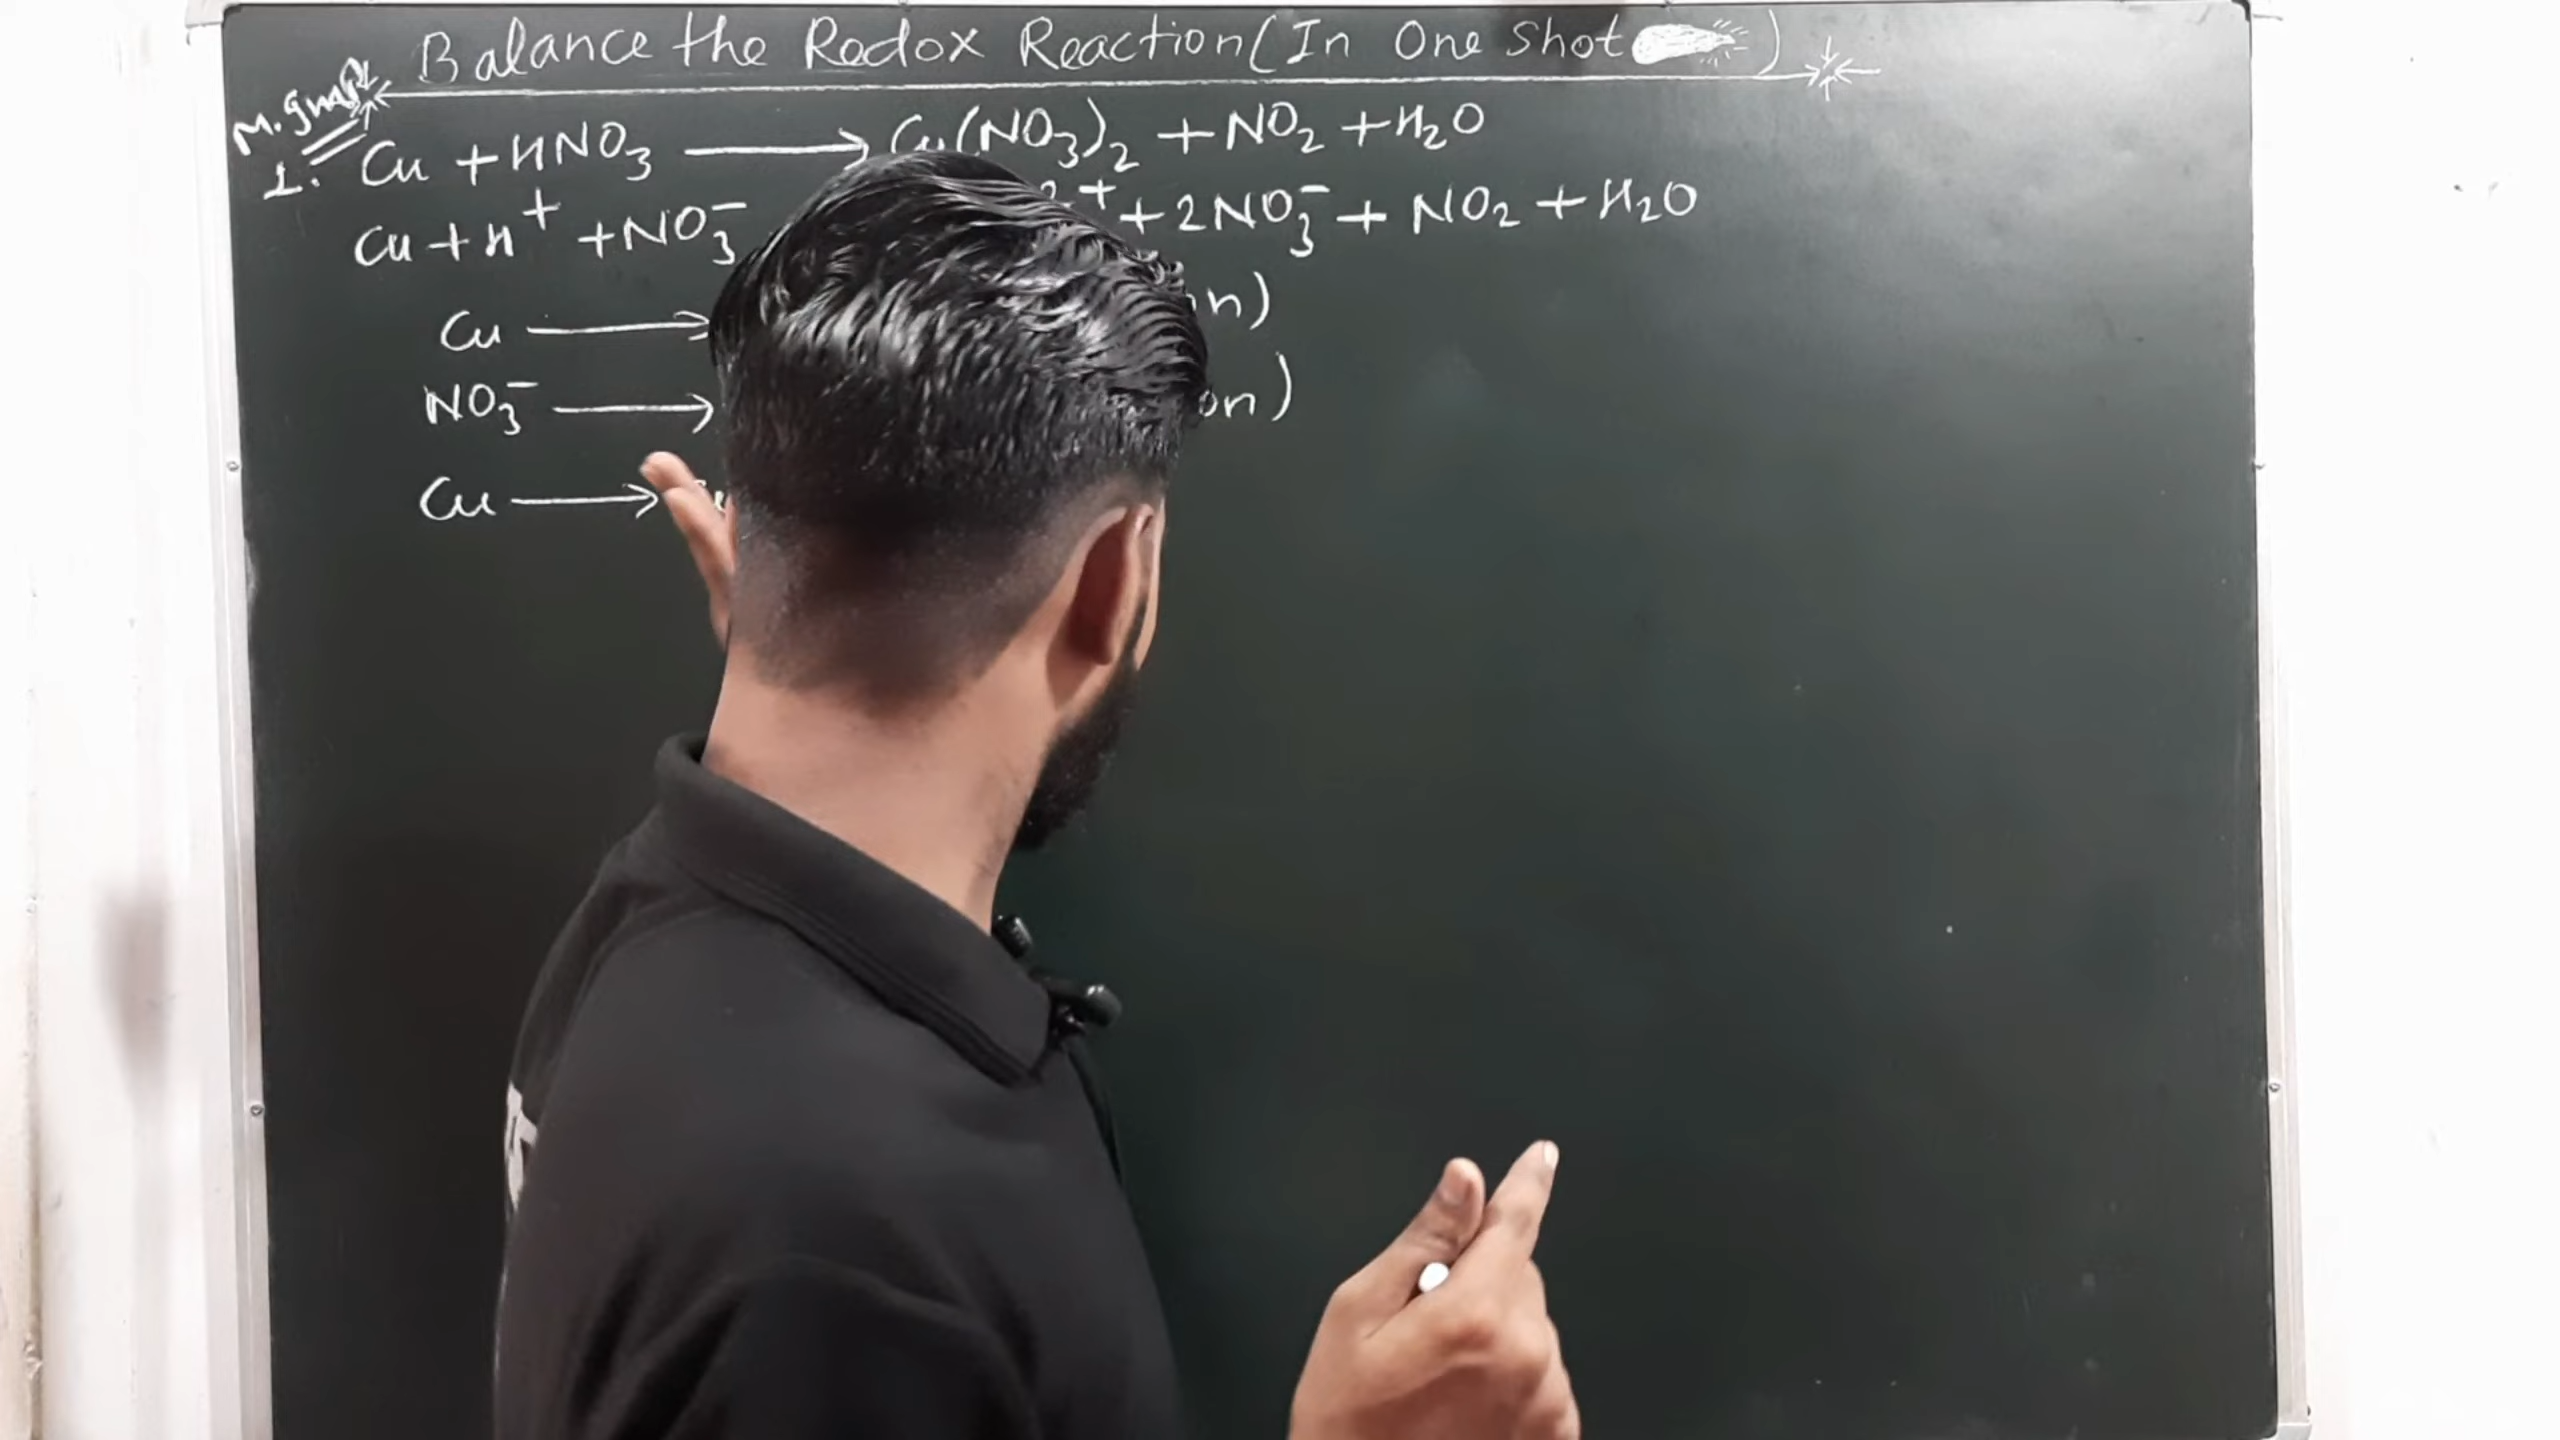 Balance the Redox Reaction (In One Shot )
1. Cu + HNO₃ ⟶ Cu(NO₃)₂ + NO₂ + H₂O
Cu + H⁺ + NO₃⁻ ²⁺ + 2NO₃⁻ + NO₂ + H₂O
Cu ⟶ n)
NO₃⁻ ⟶ on)
Cu ⟶